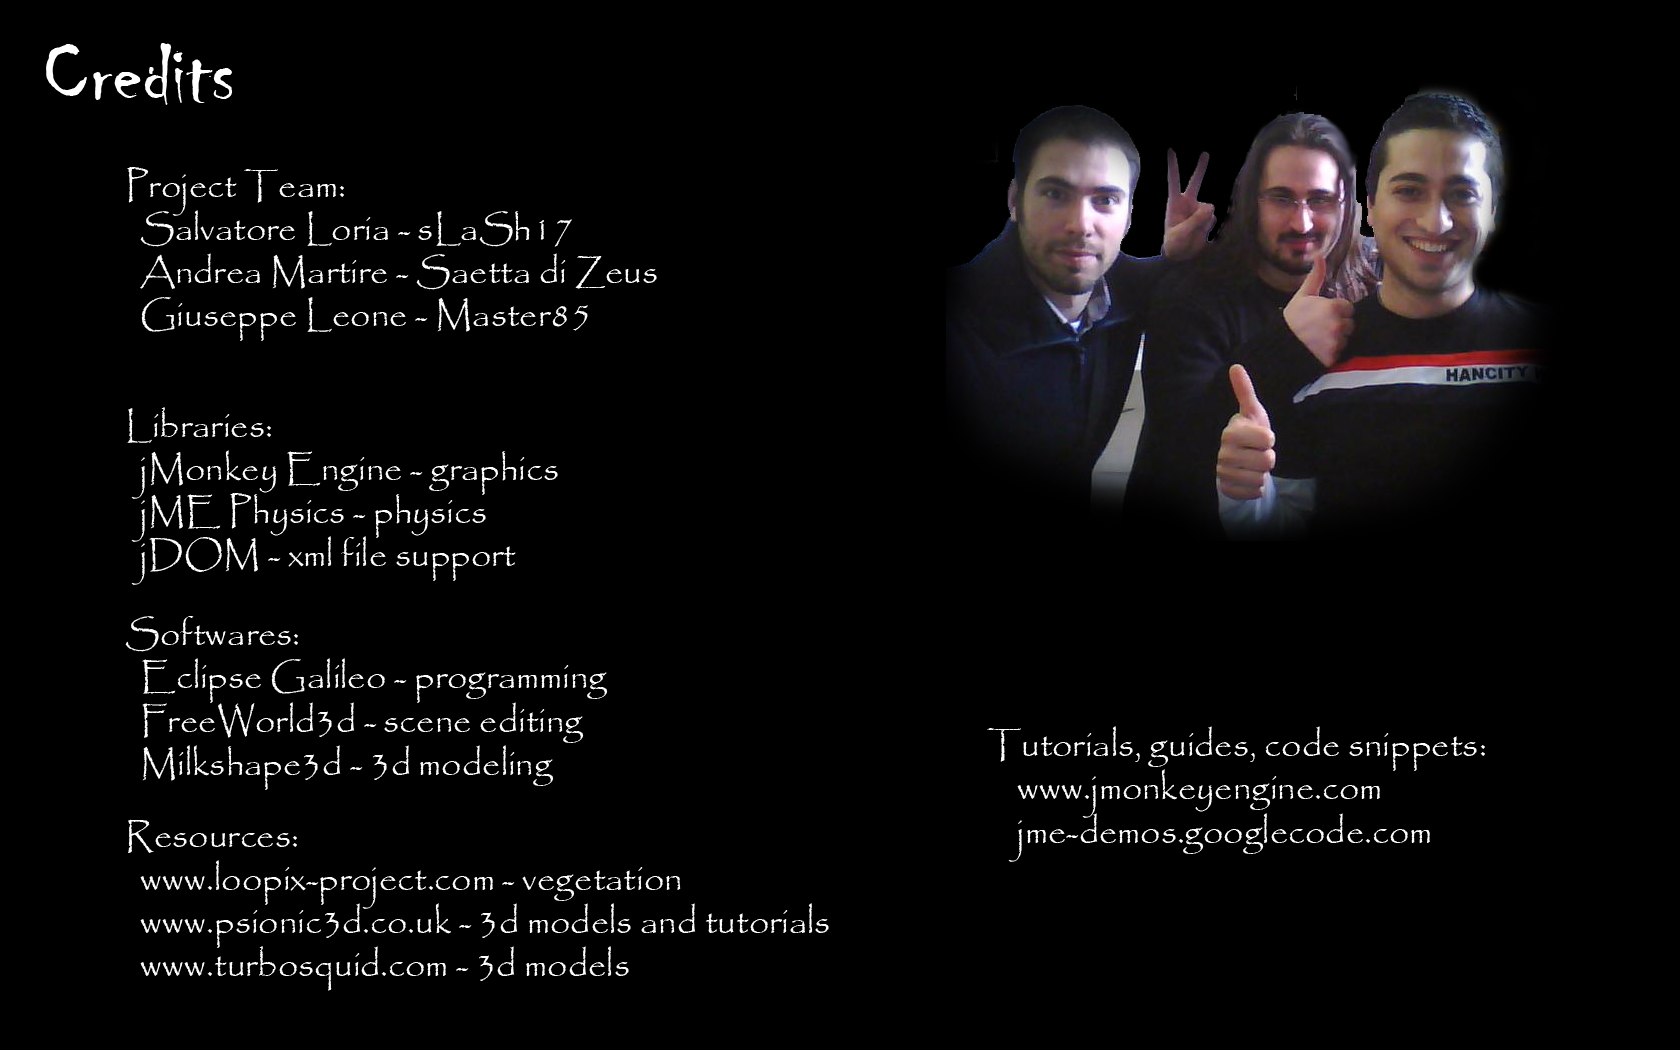 Credits
Project Team:
Salvatore Loria - sLaSh17
Andrea Martire - Saetta di Zeus
Giuseppe Leone - Master85
HANCITY
Libraries:
jMonkey Engine - graphics
jME Physics - physics
jDOM - xml file support
Softwares:
Eclipse Galileo - programming
FreeWorld3d - scene editing
Milkshape3d - 3d modeling
Resources:
www.loopix-project.com - vegetation
www.psionic3d.co.uk - 3d models and tutorials
www.turbosquid.com - 3d models
Tutorials, guides, code snippets:
www.jmonkeyengine.com
jme-demos.googlecode.com